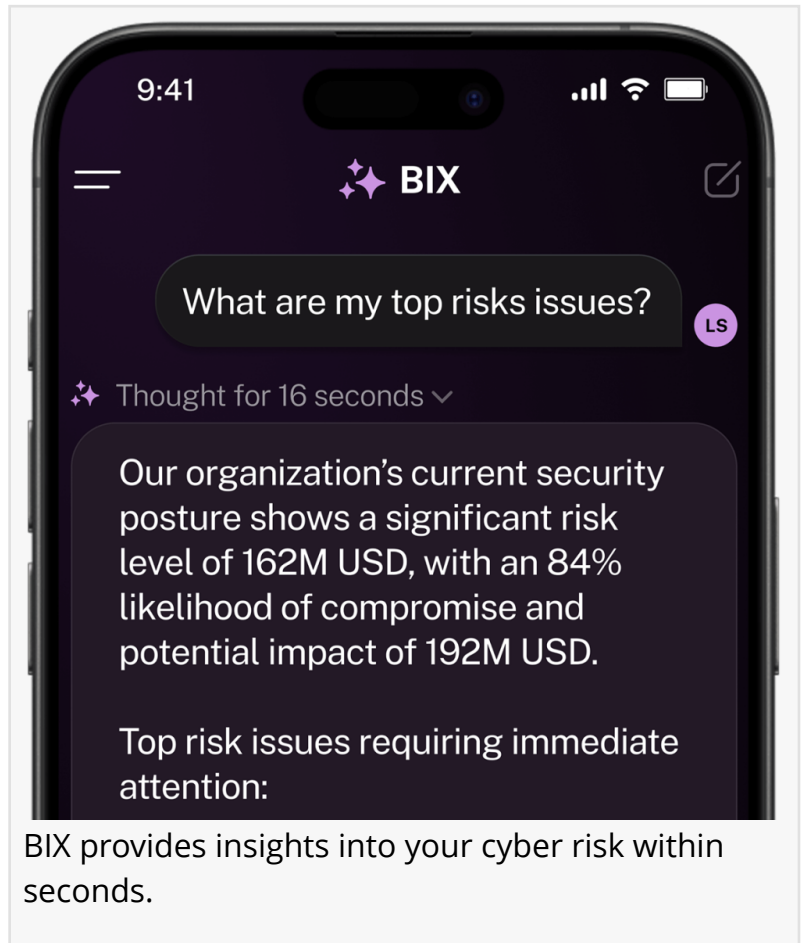 9:41
BIX
What are my top risks issues?
LS
Thought for 16 seconds
Our organization’s current security
posture shows a significant risk
level of 162M USD, with an 84%
likelihood of compromise and
potential impact of 192M USD.
Top risk issues requiring immediate
attention:
BIX provides insights into your cyber risk within
seconds.